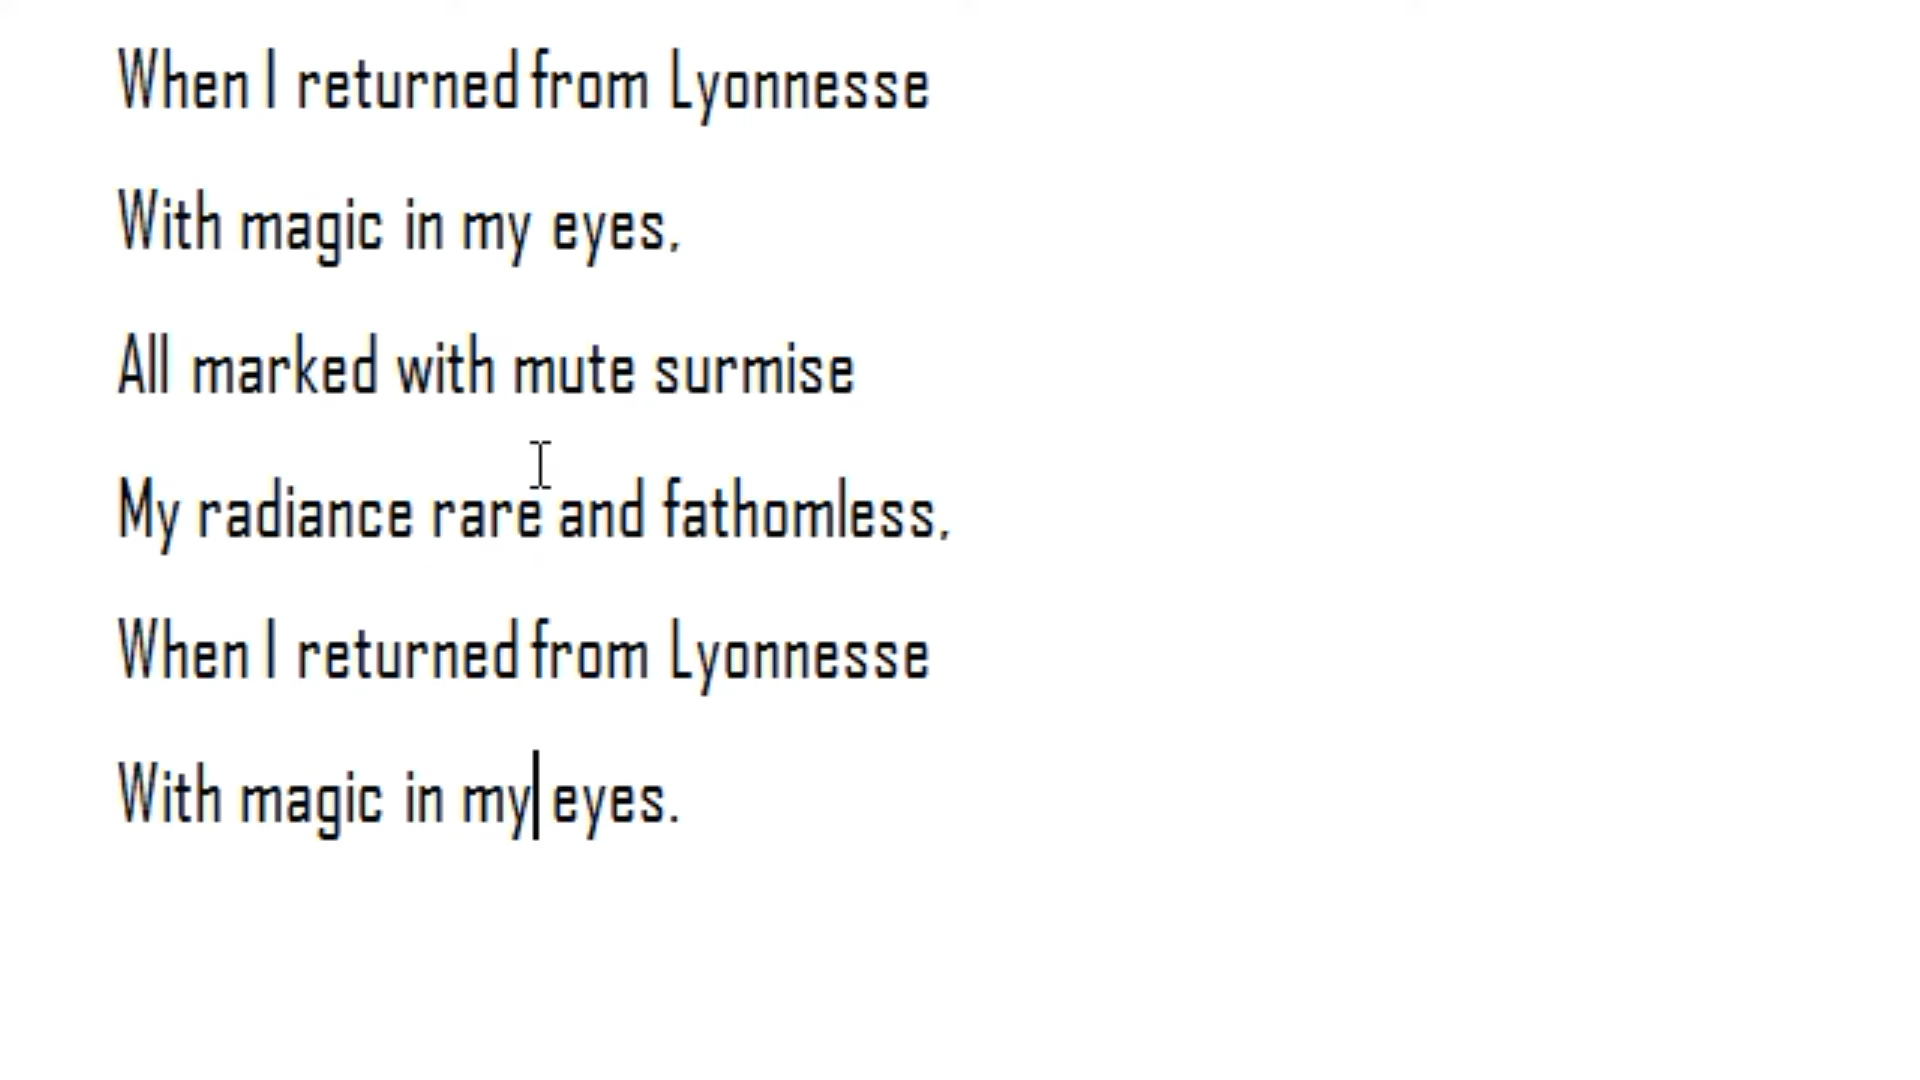 When I returned from Lyonnesse
With magic in my eyes,
All marked with mute surmise
My radiance rare and fathomless,
When I returned from Lyonnesse
With magic in my eyes.